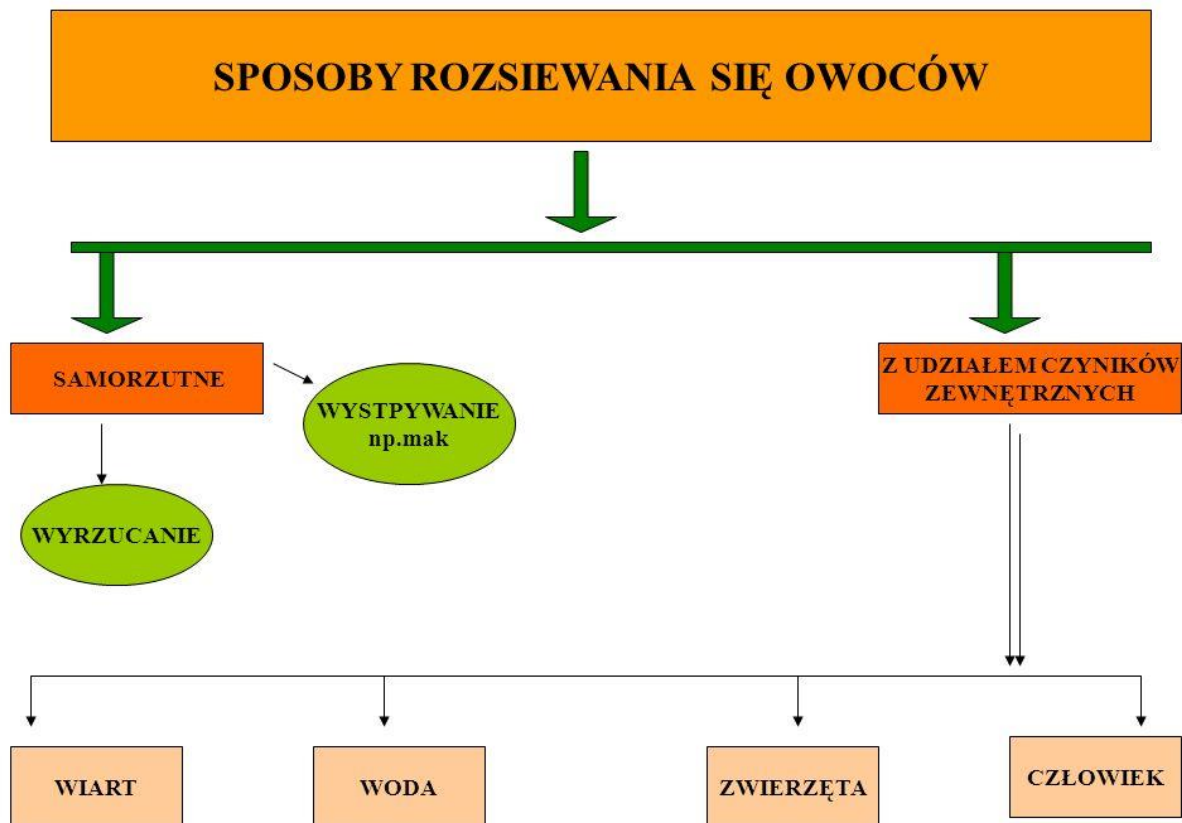 SPOSOBY ROZSIEWANIA SIĘ OWOCÓW
SAMORZUTNE
Z UDZIAŁEM CZYNIKÓW
ZEWNĘTRZNYCH
WYSTPYWANIE
np.mak
WYRZUCANIE
WIART
WODA
ZWIERZĘTA
CZŁOWIEK